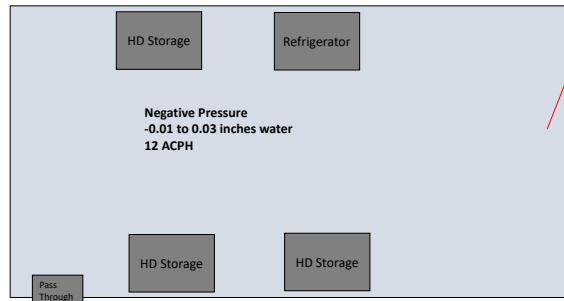 HD Storage
Refrigerator
Negative Pressure
-0.01 to 0.03 inches water
12 ACPH
HD Storage
HD Storage
Pass
Through